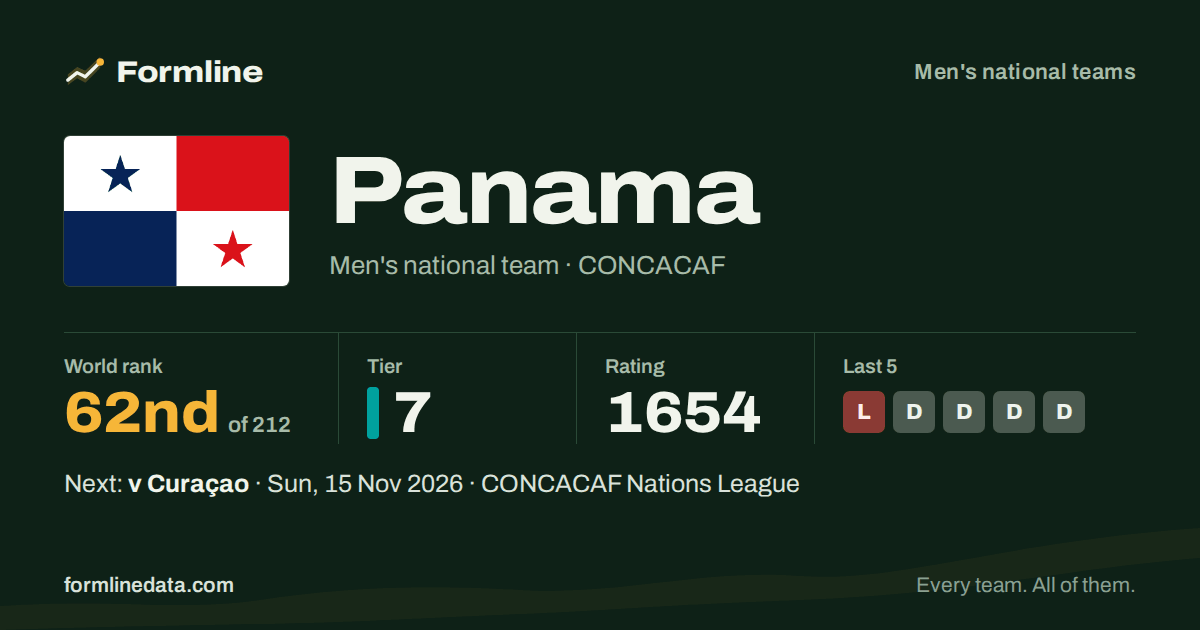 Formline
Men's national teams
Panama
Men's national team · CONCACAF
World rank
62nd of 212
Tier
7
Rating
1654
Last 5
L D D D D
Next: v Curaçao · Sun, 15 Nov 2026 · CONCACAF Nations League
formlinedata.com
Every team. All of them.